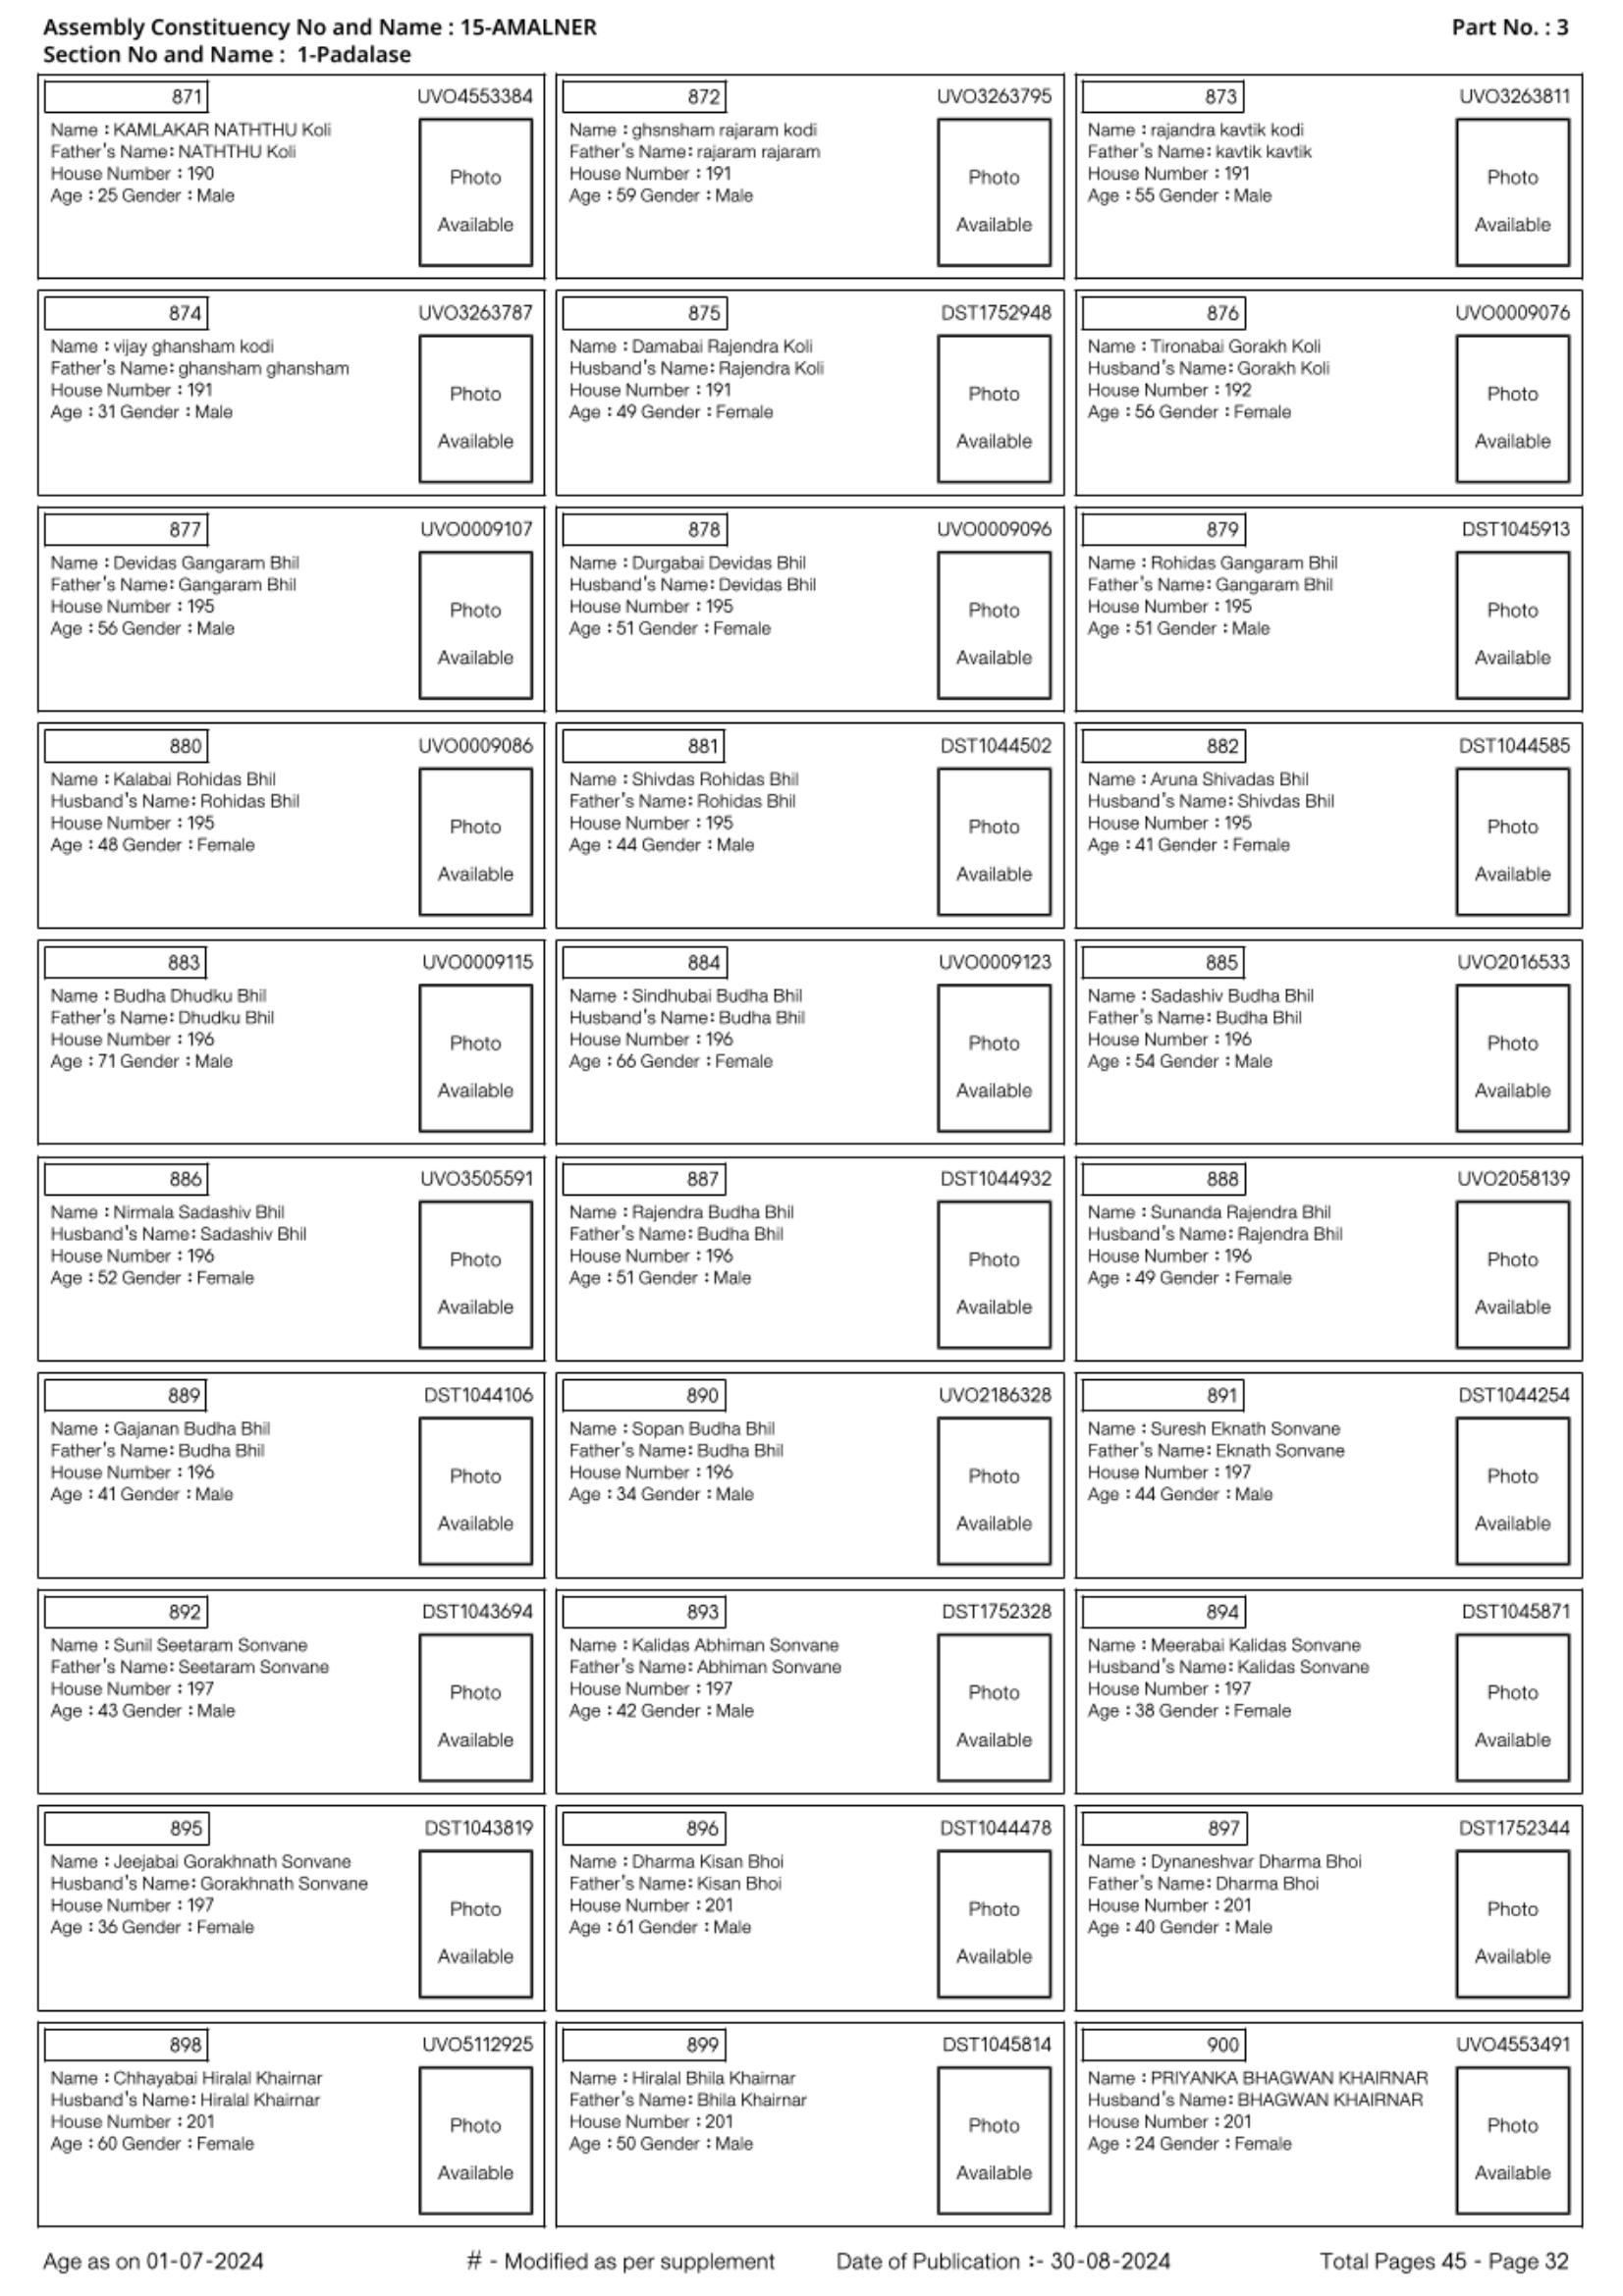 Assembly Constituency No and Name : 15-AMALNER
Part No. : 3
Section No and Name : 1-Padalase
871
UVO4553384
Name : KAMLAKAR NATHTHU Koli
Father's Name: NATHTHU Koli
House Number : 190
Age : 25 Gender : Male
Photo
Available
872
UVO3263795
Name : ghsnsham rajaram kodi
Father's Name: rajaram rajaram
House Number : 191
Age : 59 Gender : Male
Photo
Available
873
UVO3263811
Name : rajandra kavtik kodi
Father's Name: kavtik kavtik
House Number : 191
Age : 55 Gender : Male
Photo
Available
874
UVO3263787
Name : vijay ghansham kodi
Father's Name: ghansham ghansham
House Number : 191
Age : 31 Gender : Male
Photo
Available
875
DST1752948
Name : Damabai Rajendra Koli
Husband's Name: Rajendra Koli
House Number : 191
Age : 49 Gender : Female
Photo
Available
876
UVO0009076
Name : Tironabai Gorakh Koli
Husband's Name: Gorakh Koli
House Number : 192
Age : 56 Gender : Female
Photo
Available
877
UVO0009107
Name : Devidas Gangaram Bhil
Father's Name: Gangaram Bhil
House Number : 195
Age : 56 Gender : Male
Photo
Available
878
UVO0009096
Name : Durgabai Devidas Bhil
Husband's Name: Devidas Bhil
House Number : 195
Age : 51 Gender : Female
Photo
Available
879
DST1045913
Name : Rohidas Gangaram Bhil
Father's Name: Gangaram Bhil
House Number : 195
Age : 51 Gender : Male
Photo
Available
880
UVO0009086
Name : Kalabai Rohidas Bhil
Husband's Name: Rohidas Bhil
House Number : 195
Age : 48 Gender : Female
Photo
Available
881
DST1044502
Name : Shivdas Rohidas Bhil
Father's Name: Rohidas Bhil
House Number : 195
Age : 44 Gender : Male
Photo
Available
882
DST1044585
Name : Aruna Shivadas Bhil
Husband's Name: Shivdas Bhil
House Number : 195
Age : 41 Gender : Female
Photo
Available
883
UVO0009115
Name : Budha Dhudku Bhil
Father's Name: Dhudku Bhil
House Number : 196
Age : 71 Gender : Male
Photo
Available
884
UVO0009123
Name : Sindhubai Budha Bhil
Husband's Name: Budha Bhil
House Number : 196
Age : 66 Gender : Female
Photo
Available
885
UVO2016533
Name : Sadashiv Budha Bhil
Father's Name: Budha Bhil
House Number : 196
Age : 54 Gender : Male
Photo
Available
886
UVO3505591
Name : Nirmala Sadashiv Bhil
Husband's Name: Sadashiv Bhil
House Number : 196
Age : 52 Gender : Female
Photo
Available
887
DST1044932
Name : Rajendra Budha Bhil
Father's Name: Budha Bhil
House Number : 196
Age : 51 Gender : Male
Photo
Available
888
UVO2058139
Name : Sunanda Rajendra Bhil
Husband's Name: Rajendra Bhil
House Number : 196
Age : 49 Gender : Female
Photo
Available
889
DST1044106
Name : Gajanan Budha Bhil
Father's Name: Budha Bhil
House Number : 196
Age : 41 Gender : Male
Photo
Available
890
UVO2186328
Name : Sopan Budha Bhil
Father's Name: Budha Bhil
House Number : 196
Age : 34 Gender : Male
Photo
Available
891
DST1044254
Name : Suresh Eknath Sonvane
Father's Name: Eknath Sonvane
House Number : 197
Age : 44 Gender : Male
Photo
Available
892
DST1043694
Name : Sunil Seetaram Sonvane
Father's Name: Seetaram Sonvane
House Number : 197
Age : 43 Gender : Male
Photo
Available
893
DST1752328
Name : Kalidas Abhiman Sonvane
Father's Name: Abhiman Sonvane
House Number : 197
Age : 42 Gender : Male
Photo
Available
894
DST1045871
Name : Meerabai Kalidas Sonvane
Husband's Name: Kalidas Sonvane
House Number : 197
Age : 38 Gender : Female
Photo
Available
895
DST1043819
Name : Jeejabai Gorakhnath Sonvane
Husband's Name: Gorakhnath Sonvane
House Number : 197
Age : 36 Gender : Female
Photo
Available
896
DST1044478
Name : Dharma Kisan Bhoi
Father's Name: Kisan Bhoi
House Number : 201
Age : 61 Gender : Male
Photo
Available
897
DST1752344
Name : Dynaneshvar Dharma Bhoi
Father's Name: Dharma Bhoi
House Number : 201
Age : 40 Gender : Male
Photo
Available
898
UVO5112925
Name : Chhayabai Hiralal Khairnar
Husband's Name: Hiralal Khairnar
House Number : 201
Age : 60 Gender : Female
Photo
Available
899
DST1045814
Name : Hiralal Bhila Khairnar
Father's Name: Bhila Khairnar
House Number : 201
Age : 50 Gender : Male
Photo
Available
900
UVO4553491
Name : PRIYANKA BHAGWAN KHAIRNAR
Husband's Name: BHAGWAN KHAIRNAR
House Number : 201
Age : 24 Gender : Female
Photo
Available
Age as on 01-07-2024
# - Modified as per supplement
Date of Publication :- 30-08-2024
Total Pages 45 - Page 32